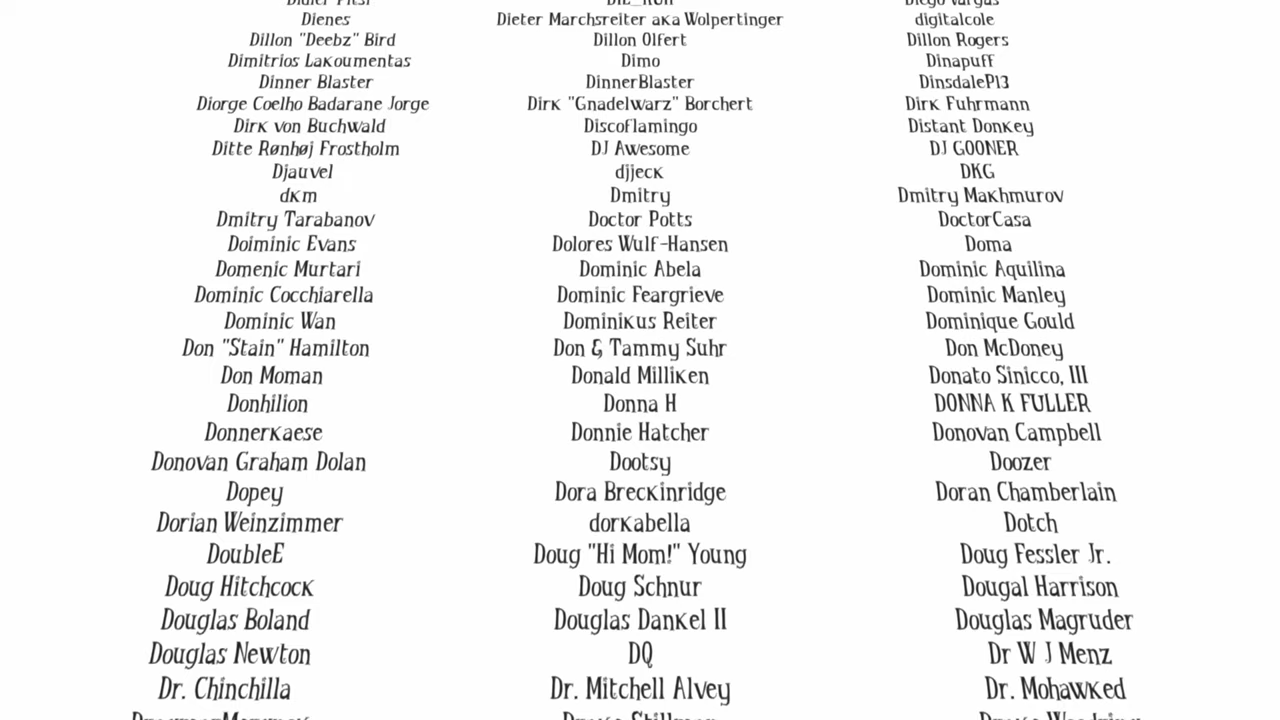 Dienes Dieter Marchsreiter aka Wolpertinger digitalcole
Dillon "Deebz" Bird Dillon Olfert Dillon Rogers
Dimitrios Lakoumentas Dimo Dinapuff
Dinner Blaster DinnerBlaster DinsdaleP13
Diorge Coelho Badarane Jorge Dirk "Gnadelwarz" Borchert Dirk Fuhrmann
Dirk von Buchwald Discoflamingo Distant Donkey
Ditte Rønhøj Frostholm DJ Awesome DJ GOONER
Djauvel djjeck DKG
dkm Dmitry Dmitry Makhmurov
Dmitry Tarabanov Doctor Potts DoctorCasa
Doiminic Evans Dolores Wulf-Hansen Doma
Domenic Murtari Dominic Abela Dominic Aquilina
Dominic Cocchiarella Dominic Feargrieve Dominic Manley
Dominic Wan Dominikus Reiter Dominique Gould
Don "Stain" Hamilton Don & Tammy Suhr Don McDoney
Don Moman Donald Milliken Donato Sinicco, III
Donhilion Donna H DONNA K FULLER
Donnerkaese Donnie Hatcher Donovan Campbell
Donovan Graham Dolan Dootsy Doozer
Dopey Dora Breckinridge Doran Chamberlain
Dorian Weinzimmer dorkabella Dotch
DoubleE Doug "Hi Mom!" Young Doug Fessler Jr.
Doug Hitchcock Doug Schnur Dougal Harrison
Douglas Boland Douglas Dankel II Douglas Magruder
Douglas Newton DQ Dr W J Menz
Dr. Chinchilla Dr. Mitchell Alvey Dr. Mohawked